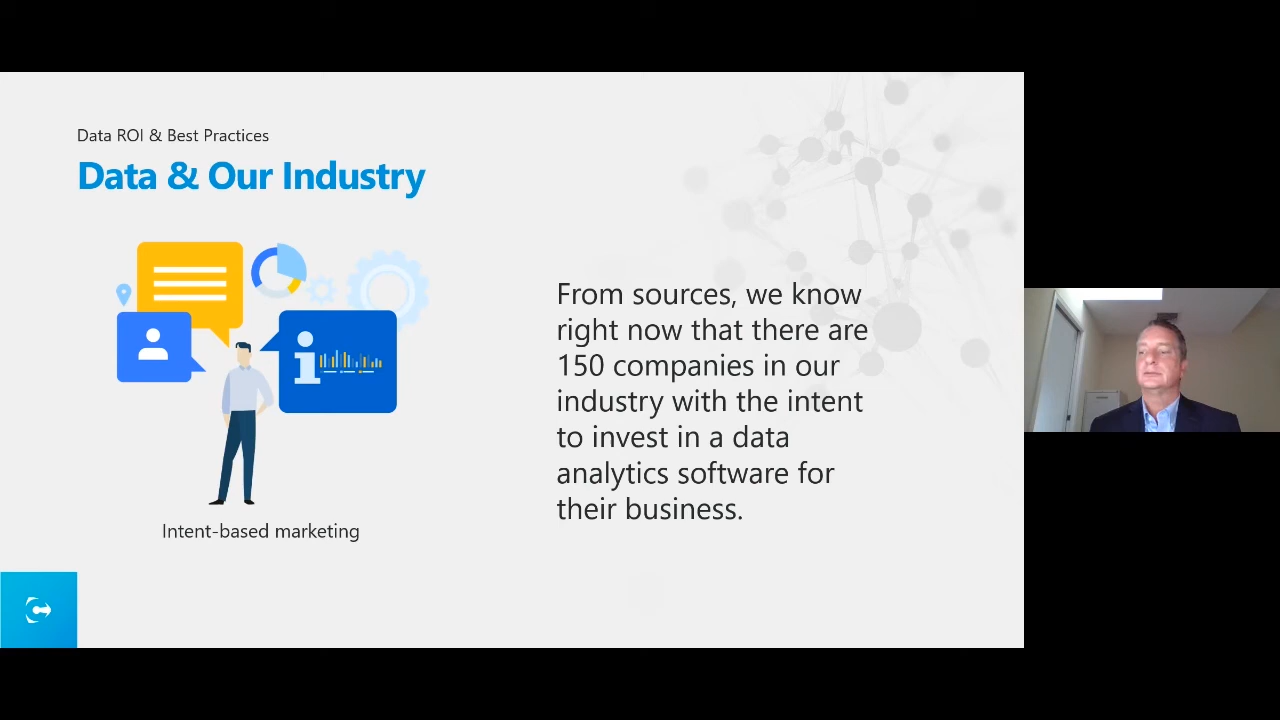 Data ROI & Best Practices
Data & Our Industry
From sources, we know
right now that there are
150 companies in our
industry with the intent
to invest in a data
analytics software for
their business.
Intent-based marketing